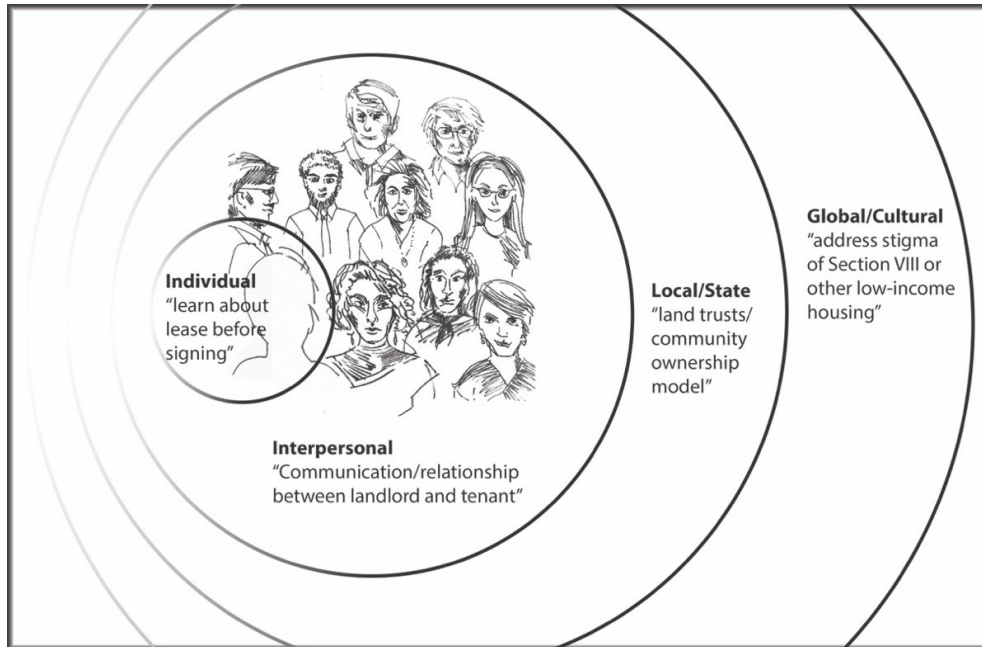 Individual
“learn about
lease before
signing”
Interpersonal
“Communication/relationship
between landlord and tenant”
Local/State
“land trusts/
community
ownership
model”
Global/Cultural
“address stigma
of Section VIII or
other low-income
housing”